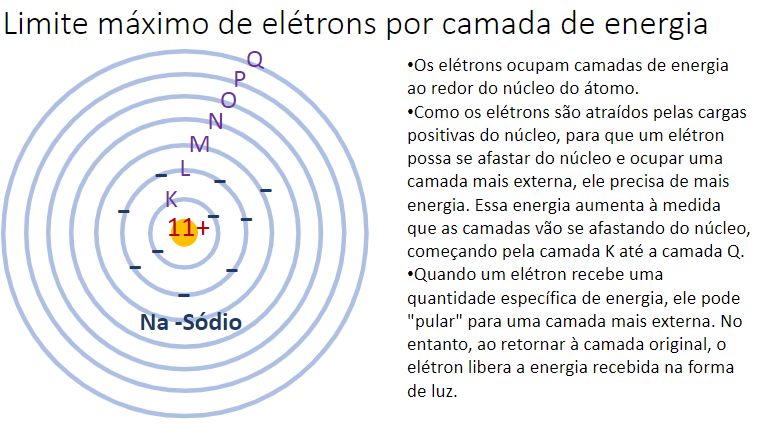 Limite máximo de elétrons por camada de energia
Q
P
O
N
M
L
K
11+
Na -Sódio
•Os elétrons ocupam camadas de energia
ao redor do núcleo do átomo.
•Como os elétrons são atraídos pelas cargas
positivas do núcleo, para que um elétron
possa se afastar do núcleo e ocupar uma
camada mais externa, ele precisa de mais
energia. Essa energia aumenta à medida
que as camadas vão se afastando do núcleo,
começando pela camada K até a camada Q.
•Quando um elétron recebe uma
quantidade específica de energia, ele pode
"pular" para uma camada mais externa. No
entanto, ao retornar à camada original, o
elétron libera a energia recebida na forma
de luz.